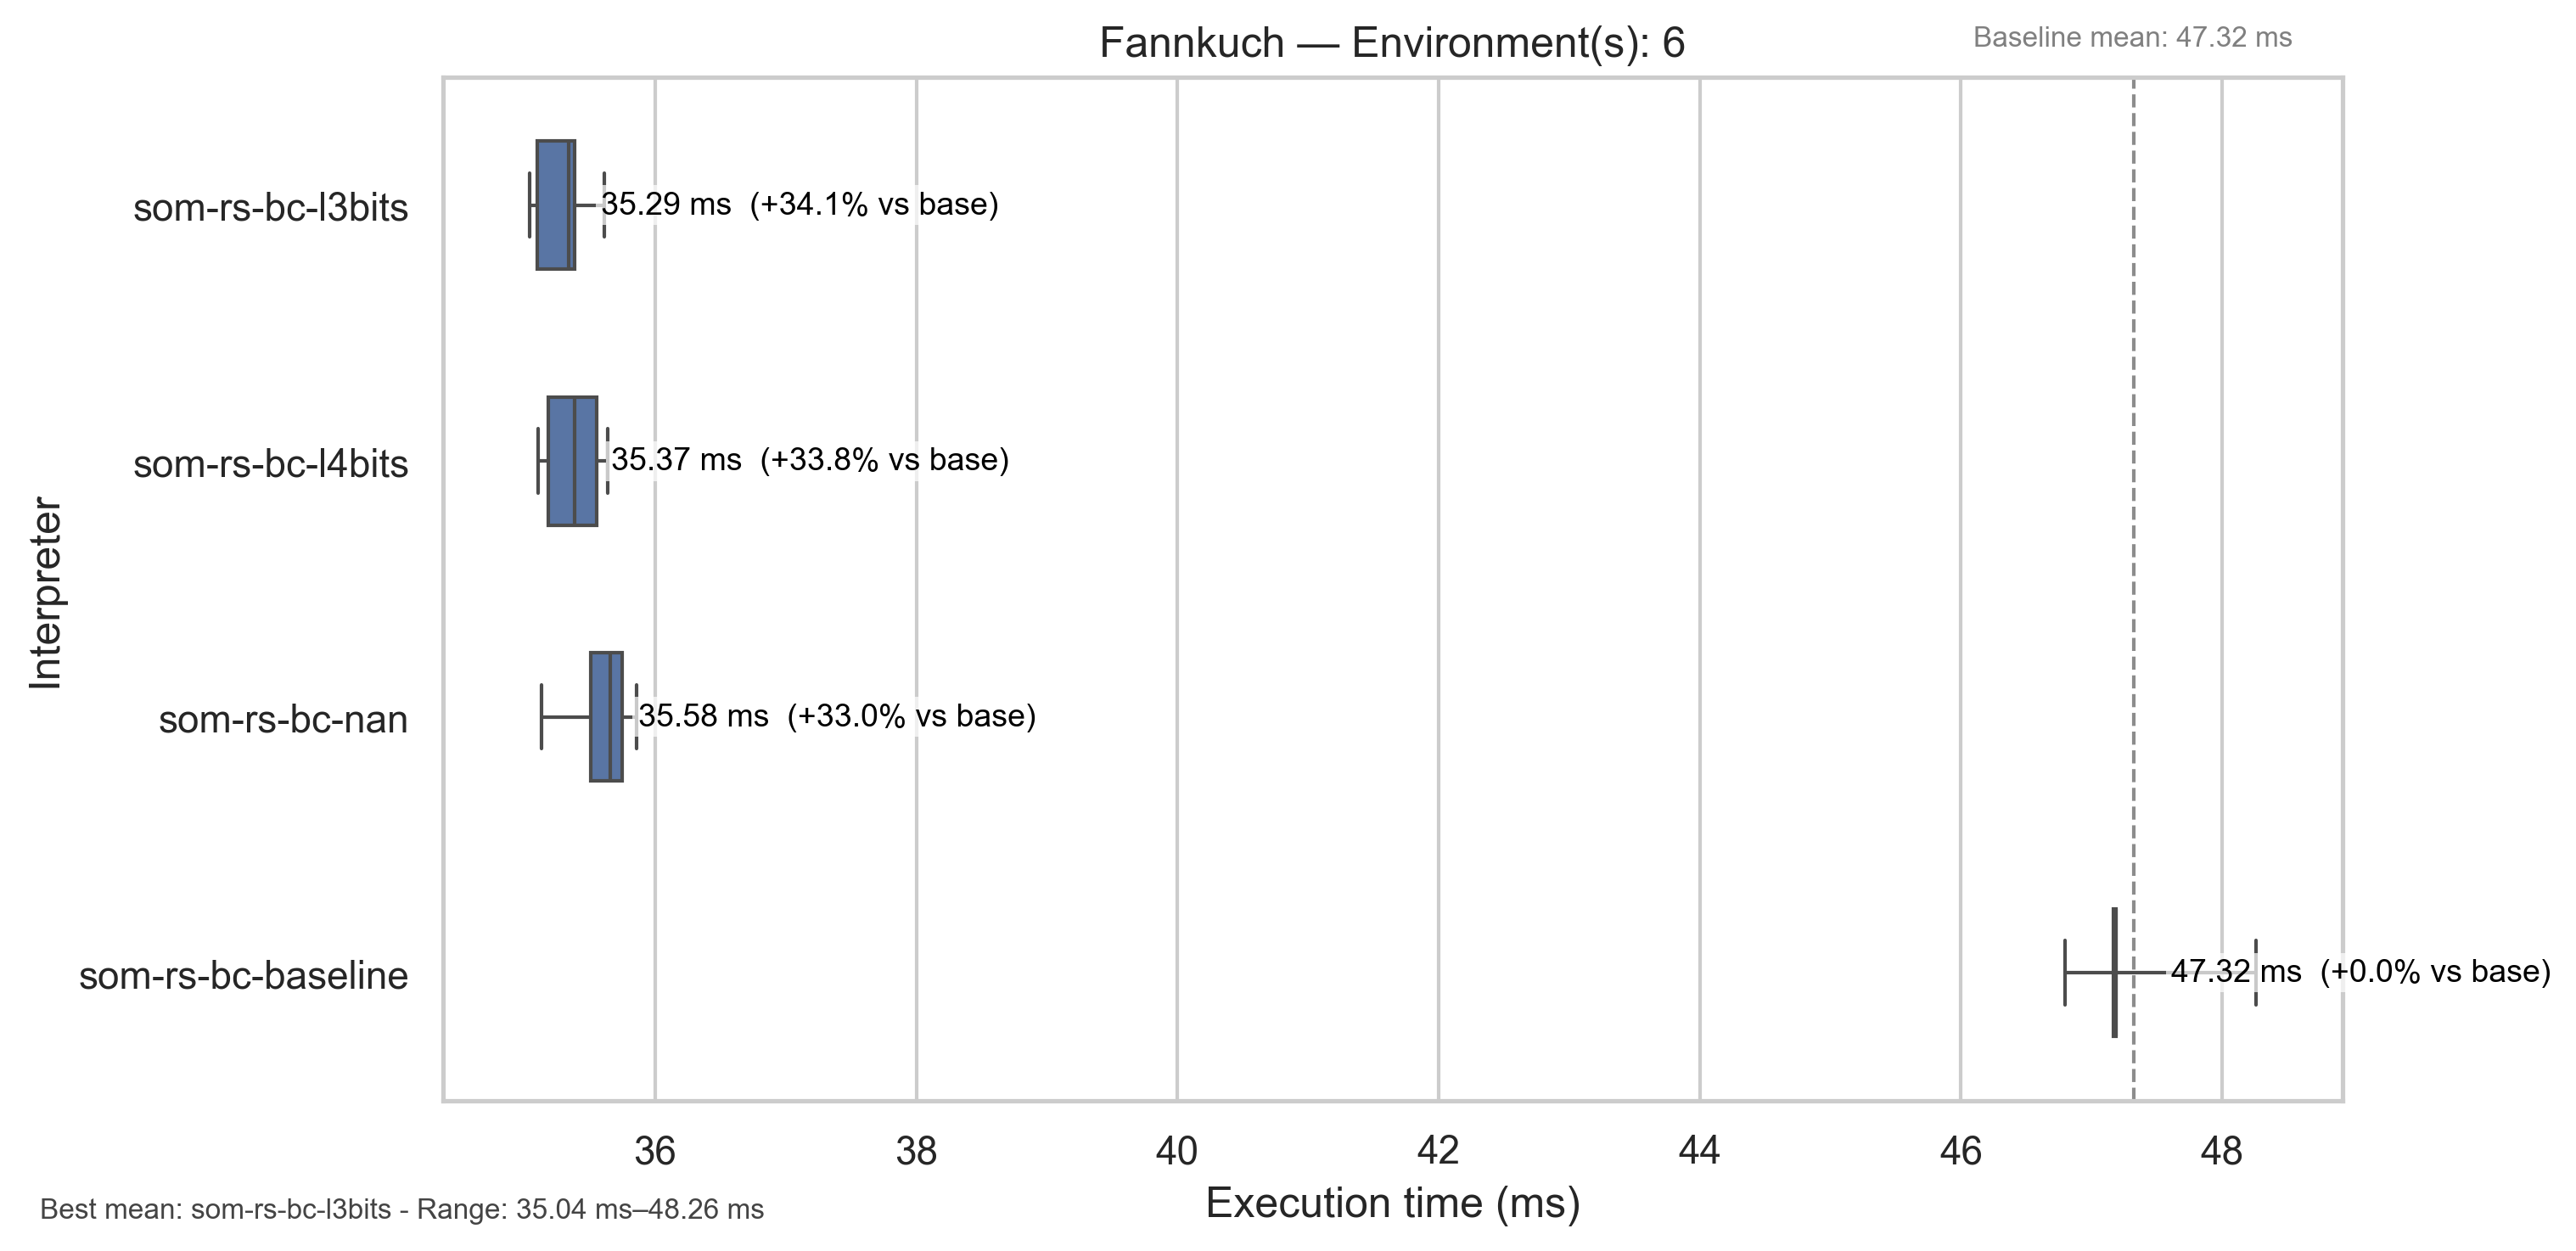 Fannkuch — Environment(s): 6
Baseline mean: 47.32 ms
Interpreter
som-rs-bc-l3bits
35.29 ms  (+34.1% vs base)
som-rs-bc-l4bits
35.37 ms  (+33.8% vs base)
som-rs-bc-nan
35.58 ms  (+33.0% vs base)
som-rs-bc-baseline
47.32 ms  (+0.0% vs base)
36 38 40 42 44 46 48
Execution time (ms)
Best mean: som-rs-bc-l3bits - Range: 35.04 ms–48.26 ms